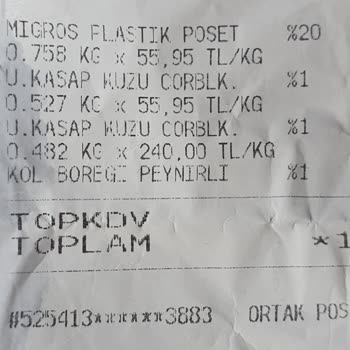 MIGROS PLASTIK POSET %20
0.758 KG x 55,95 TL/KG
U.KASAP KUZU CORBLK. %1
0.527 KG x 55,95 TL/KG
U.KASAP KUZU CORBLK. %1
0.482 KG x 240,00 TL/KG
KOL BOREGI PEYNIRLI %1
TOPKDV
TOPLAM *1
#525413******3883 ORTAK POS